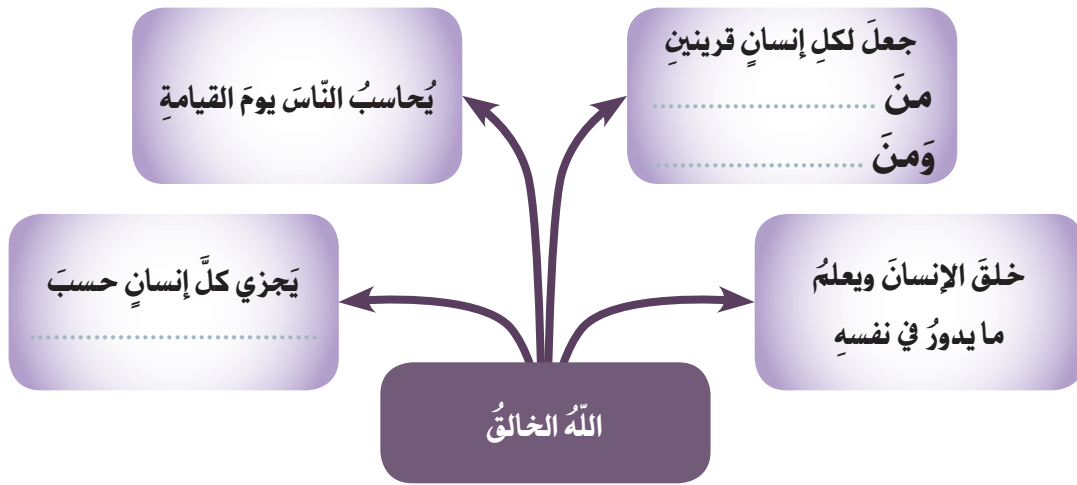 جعلَ لكلِ إنسانٍ قرينينِ
منَ ................................
وَمنَ ................................
يُحاسبُ النّاسَ يومَ القيامةِ
خلقَ الإنسانَ ويعلمُ
ما يدورُ في نفسهِ
يَجزي كلَّ إنسانٍ حسبَ
................................
اللّهُ الخالقُ